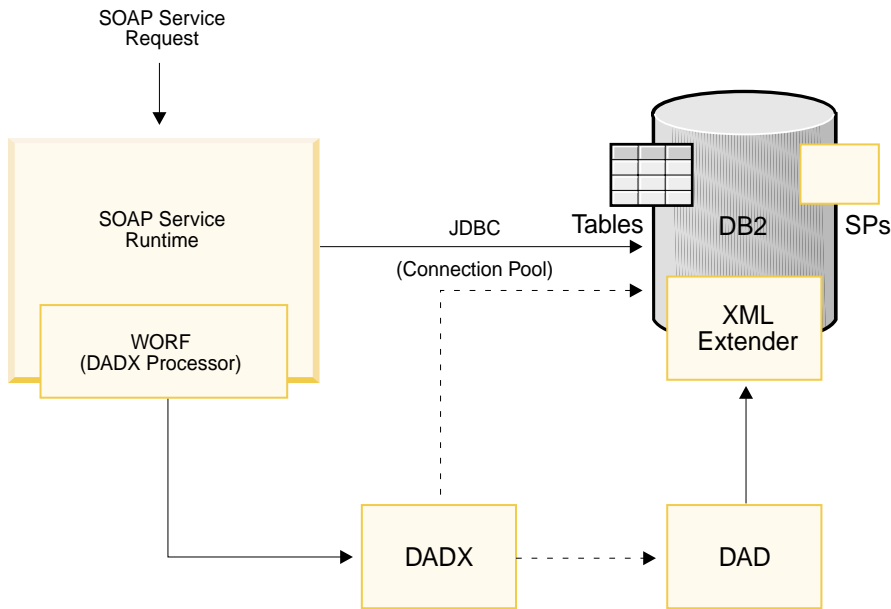 SOAP Service
Request
SOAP Service
Runtime
WORF
(DADX Processor)
JDBC
(Connection Pool)
Tables
DB2
SPs
XML
Extender
DADX
DAD